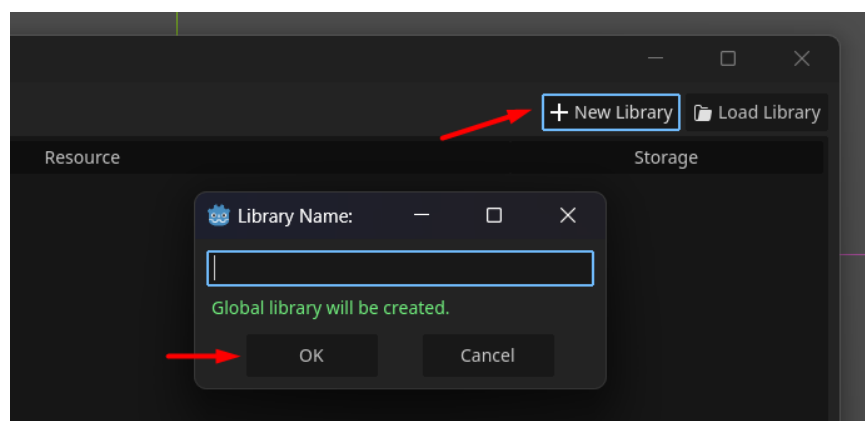 New Library
Load Library
Resource
Storage
Library Name:
Global library will be created.
OK
Cancel